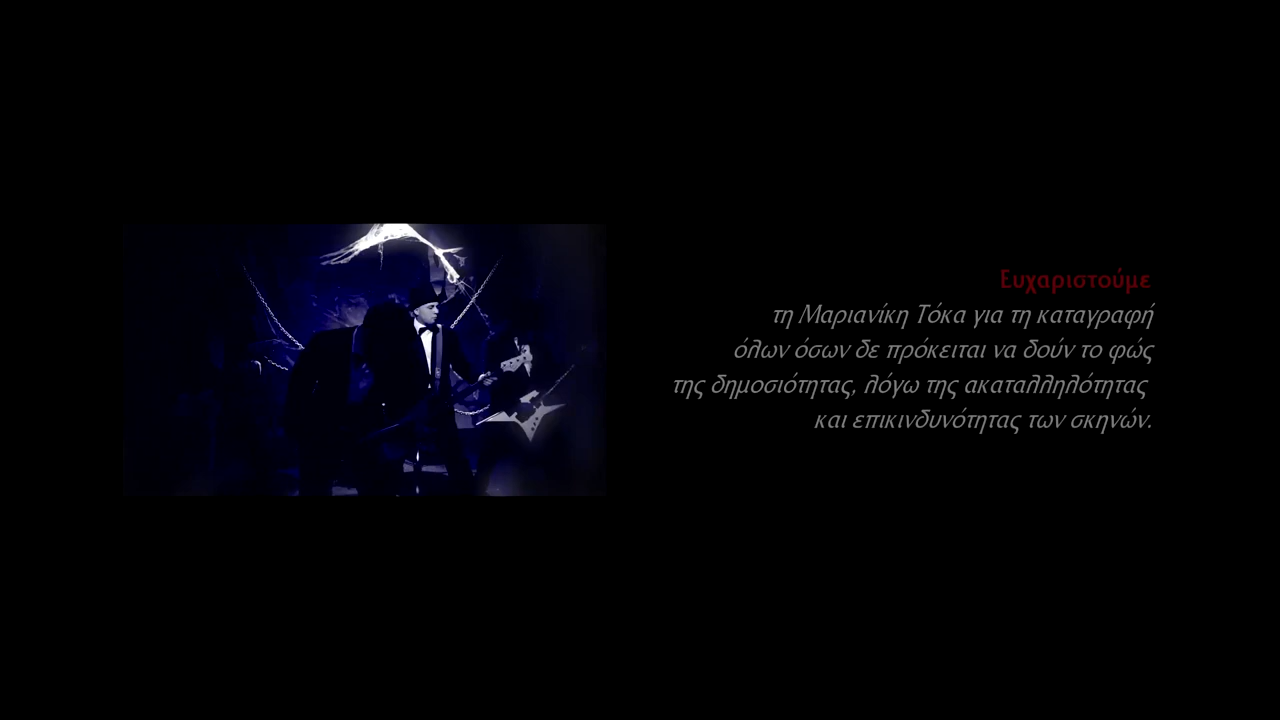 Ευχαριστούμε
τη Μαριανίκη Τόκα για τη καταγραφή
όλων όσων δε πρόκειται να δούν το φώς
της δημοσιότητας, λόγω της ακαταλληλότητας
και επικινδυνότητας των σκηνών.